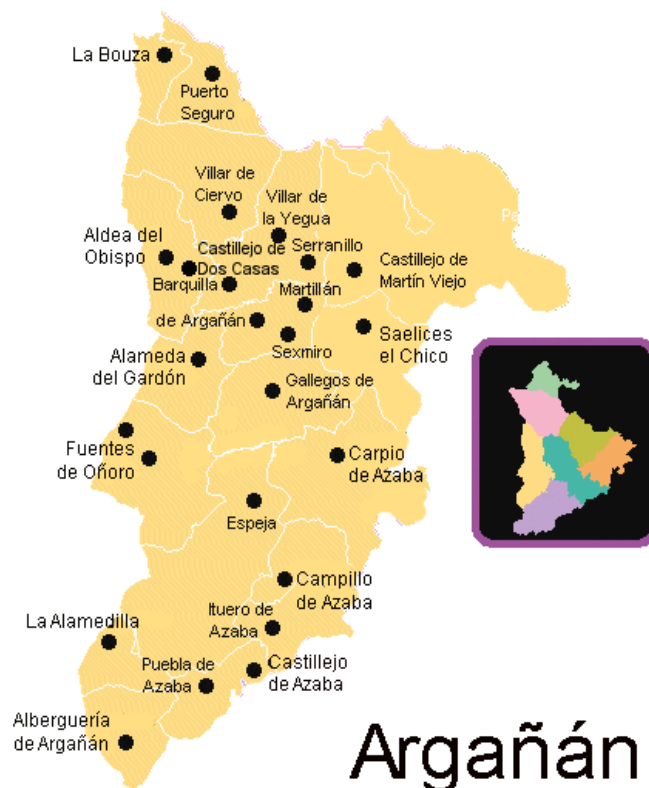 La Bouza
Puerto
Seguro
Villar de
Ciervo
Villar de
la Yegua
Aldea del
Obispo
Castillejo de
Dos Casas
Serranillo
Castillejo de
Martín Viejo
Barquilla
Martillán
de Argañán
Sexmiro
Saelices
el Chico
Alameda
del Gardón
Gallegos de
Argañán
Fuentes
de Oñoro
Carpio
de Azaba
Espeja
Campillo
de Azaba
Ituero de
Azaba
La Alamedilla
Puebla de
Azaba
Castillejo
de Azaba
Alberguería
de Argañán
Argañán